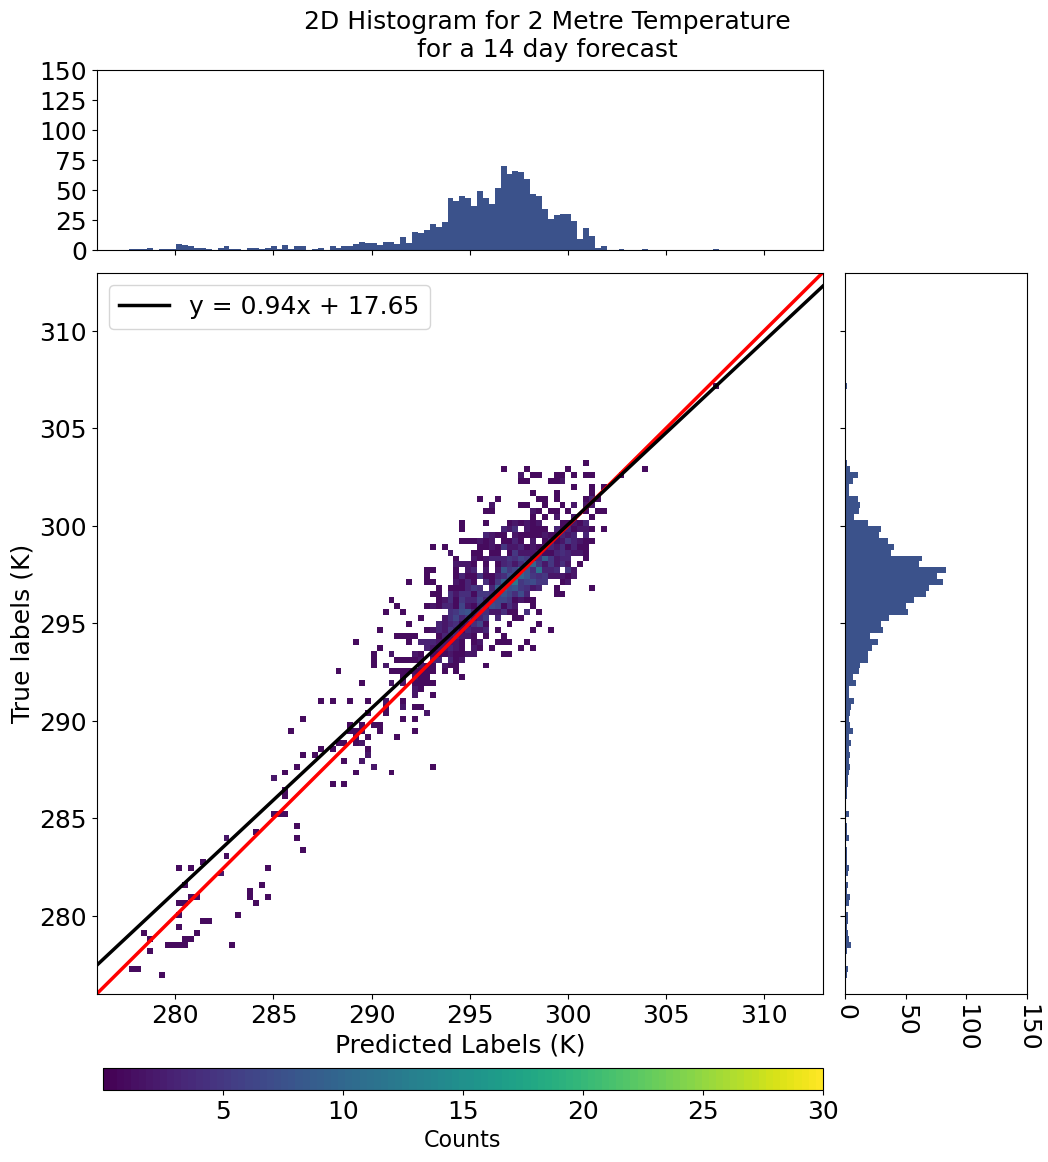 2D Histogram for 2 Metre Temperature
for a 14 day forecast
150
125
100
75
50
25
0
y = 0.94x + 17.65
310
305
300
295
290
285
280
True labels (K)
280 285 290 295 300 305 310
Predicted Labels (K)
0 50 100 150
5 10 15 20 25 30
Counts